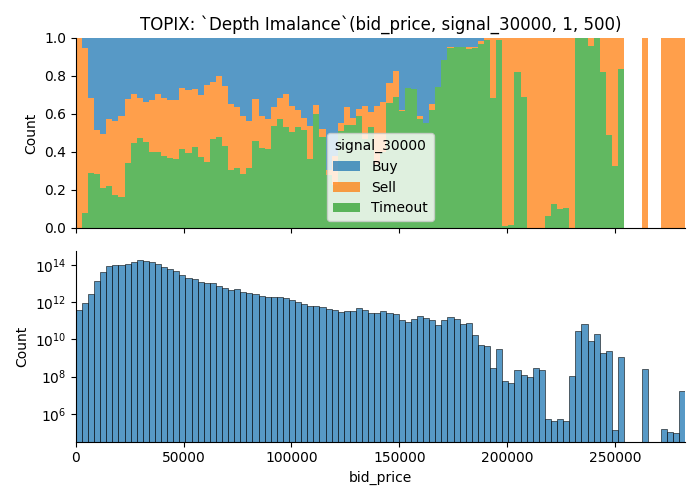 TOPIX: `Depth Imalance`(bid_price, signal_30000, 1, 500)
1.0
0.8
0.6
0.4
0.2
0.0
Count
signal_30000
Buy
Sell
Timeout
10^14
10^12
10^10
10^8
10^6
Count
0 50000 100000 150000 200000 250000
bid_price